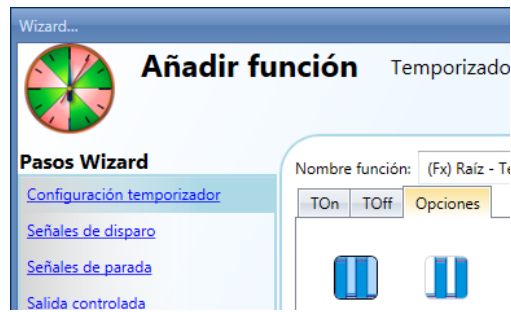 Wizard...
Añadir función Temporizado
Pasos Wizard
Configuración temporizador
Señales de disparo
Señales de parada
Salida controlada
Nombre función: (Fx) Raíz - Te
TOn TOff Opciones